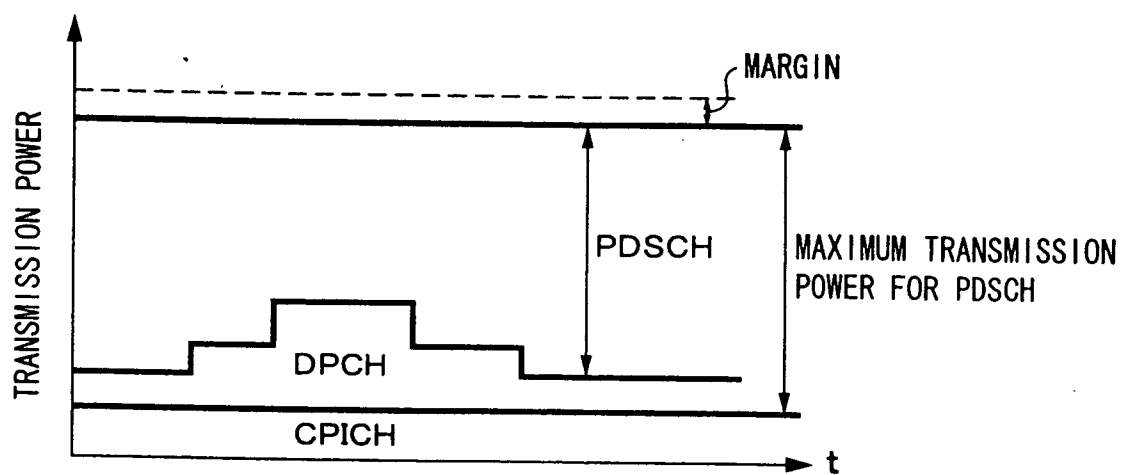 MARGIN
TRANSMISSION POWER
PDSCH
MAXIMUM TRANSMISSION
POWER FOR PDSCH
DPCH
CPICH
t